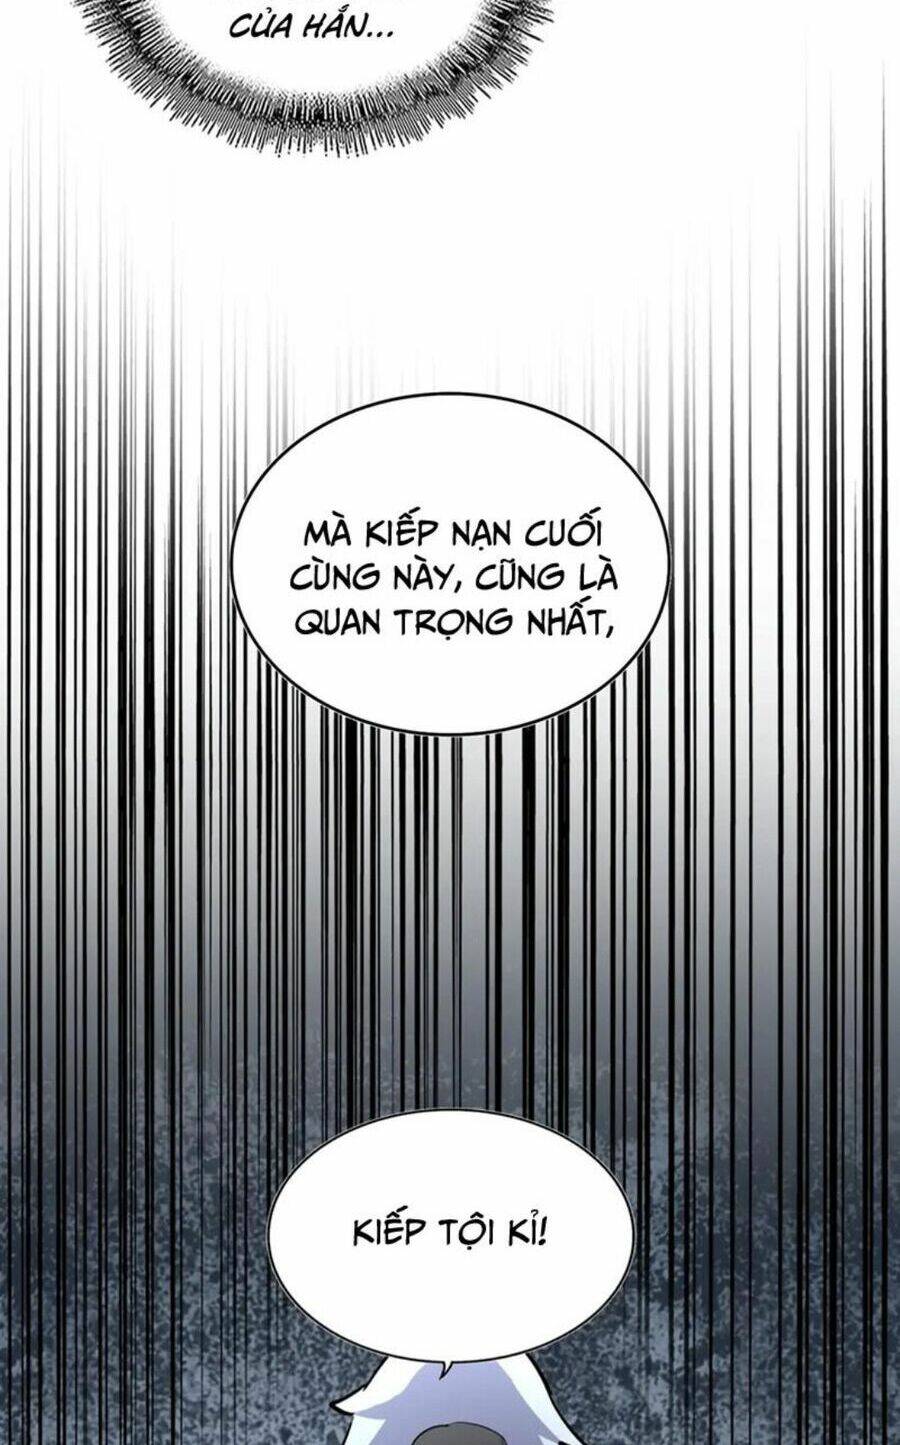 CỦA HẮN...
MÀ KIẾP NẠN CUỐI
CÙNG NÀY, CŨNG LÀ
QUAN TRỌNG NHẤT,
KIẾP TỘI KỈ!